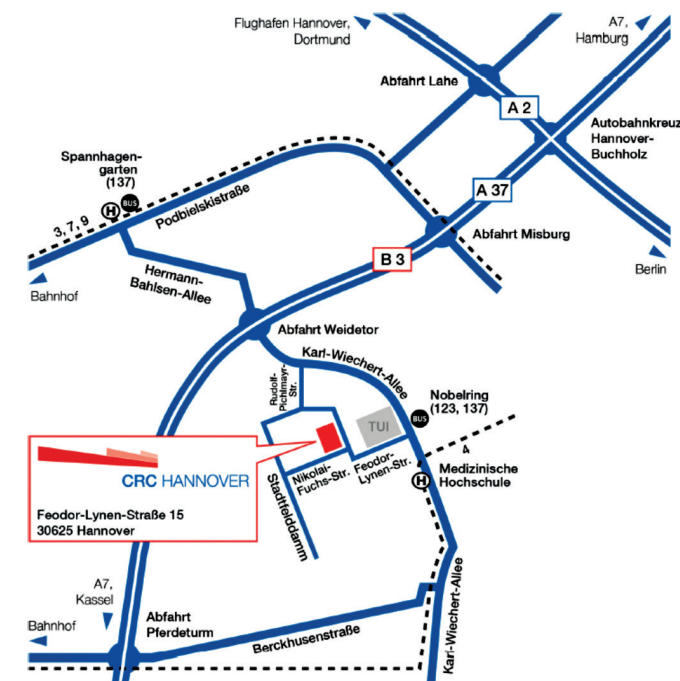 Flughafen Hannover,
Dortmund
A7,
Hamburg
Abfahrt Lahe
A 2
Autobahnkreuz
Hannover-
Buchholz
Spannhagen-
garten
(137)
BUS
H
3, 7, 9
Podbielskistraße
A 37
Abfahrt Misburg
B 3
Berlin
Bahnhof
Hermann-
Bahlsen-Allee
Abfahrt Weidetor
Karl-Wiechert-Allee
Rudolf-
Pichlmayr-
Str.
Nobelring
(123, 137)
BUS
TUI
4
Nikolai-
Fuchs-Str.
Feodor-
Lynen-Str.
Medizinische
Hochschule
H
Stadtfelddamm
CRC HANNOVER
Feodor-Lynen-Straße 15
30625 Hannover
A7,
Kassel
Bahnhof
Abfahrt
Pferdeturm
Berckhusenstraße
Karl-Wiechert-Allee